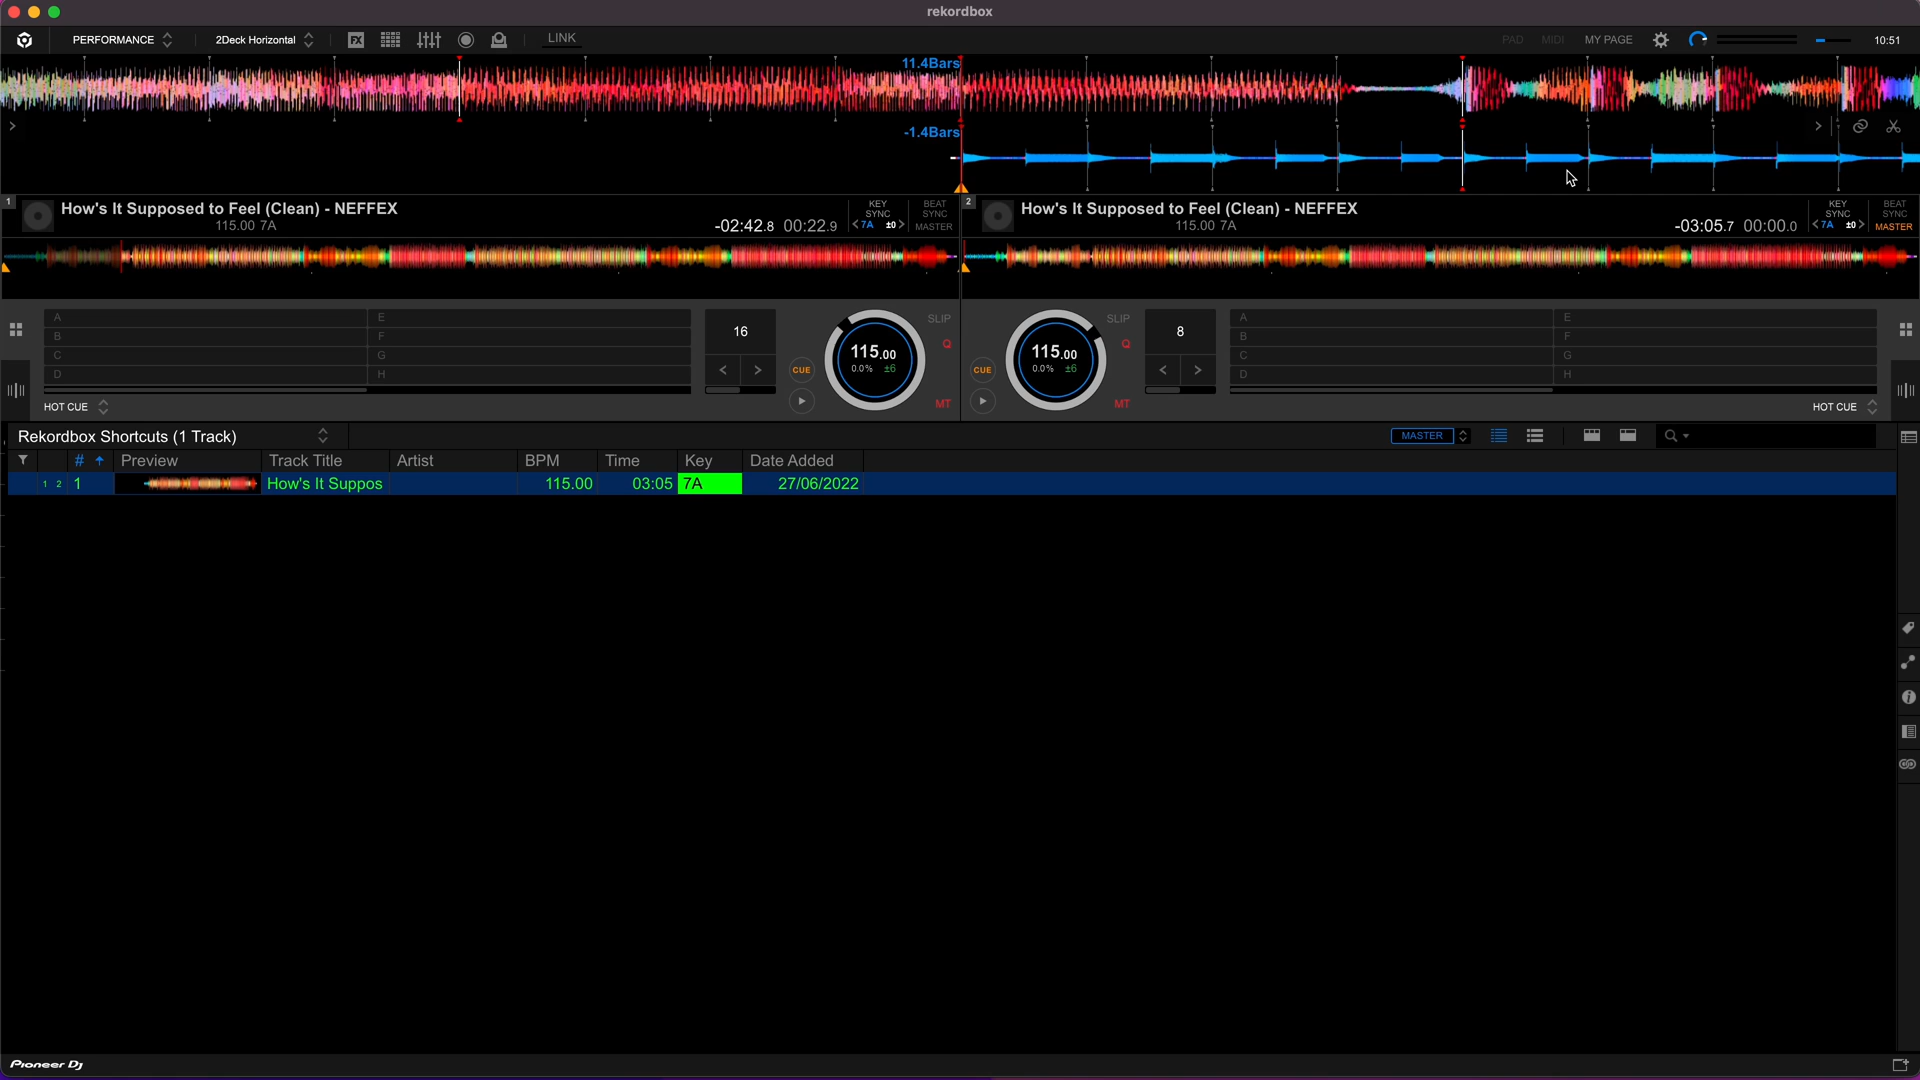 rekordbox
PERFORMANCE 2Deck Horizontal FX LINK PAD MIDI MY PAGE 10:51
11.4Bars
-1.4Bars
1 How's It Supposed to Feel (Clean) - NEFFEX
115.00 7A
-02:42.8 00:22.9
KEY SYNC
< 7A ±0 >
BEAT SYNC
MASTER
2 How's It Supposed to Feel (Clean) - NEFFEX
115.00 7A
-03:05.7 00:00.0
KEY SYNC
< 7A ±0 >
BEAT SYNC
MASTER
A E
B F
C G
D H
HOT CUE
16
< >
CUE
115.00
0.0% ±6
SLIP
Q
MT
CUE
115.00
0.0% ±6
SLIP
Q
MT
8
< >
A E
B F
C G
D H
HOT CUE
Rekordbox Shortcuts (1 Track) MASTER
# Preview Track Title Artist BPM Time Key Date Added
1 2 1 How's It Suppos 115.00 03:05 7A 27/06/2022
Pioneer Dj